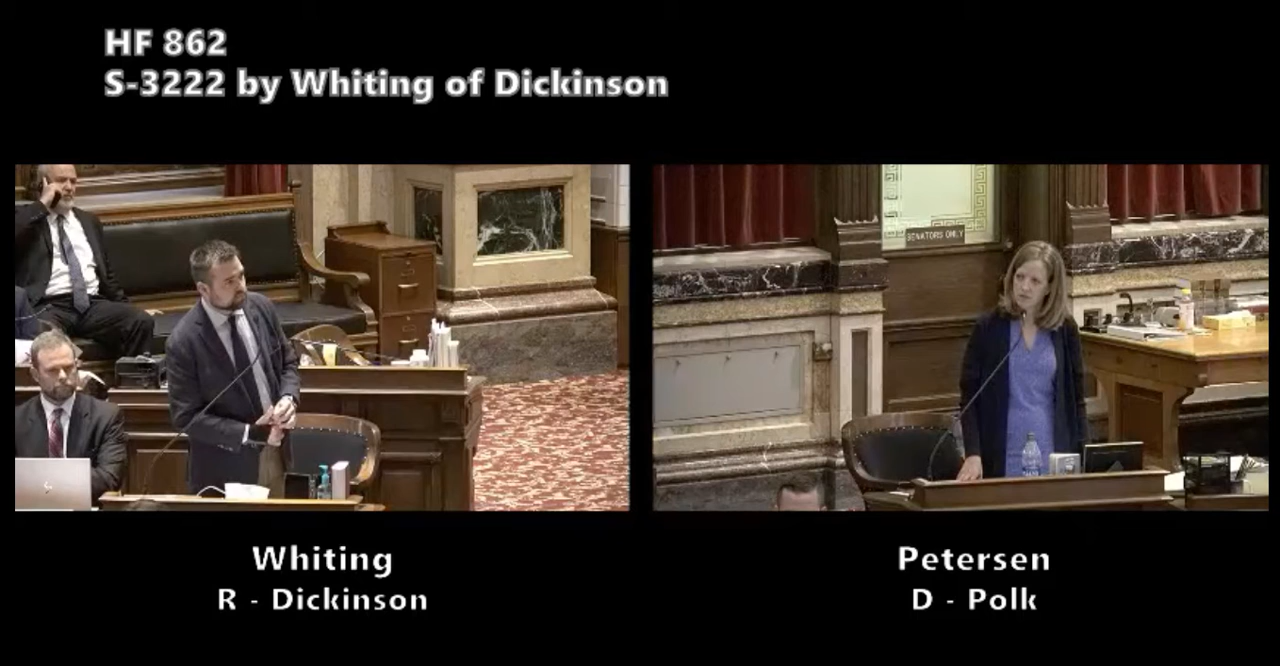 HF 862
S-3222 by Whiting of Dickinson
SENATORS ONLY
Whiting
R - Dickinson
Petersen
D - Polk